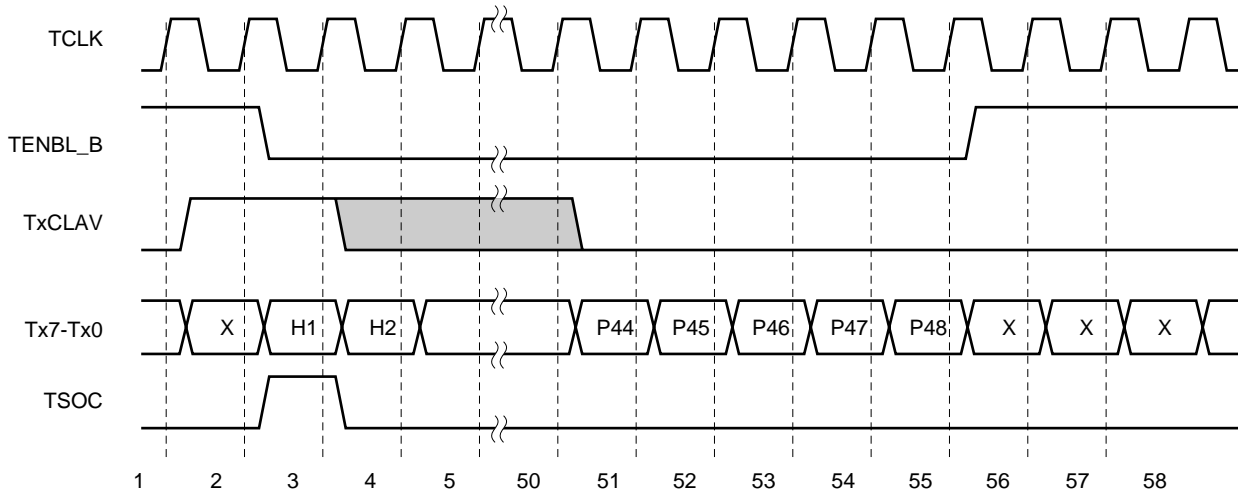 TCLK
TENBL_B
TxCLAV
Tx7-Tx0 X H1 H2 P44 P45 P46 P47 P48 X X X
TSOC
1 2 3 4 5 50 51 52 53 54 55 56 57 58